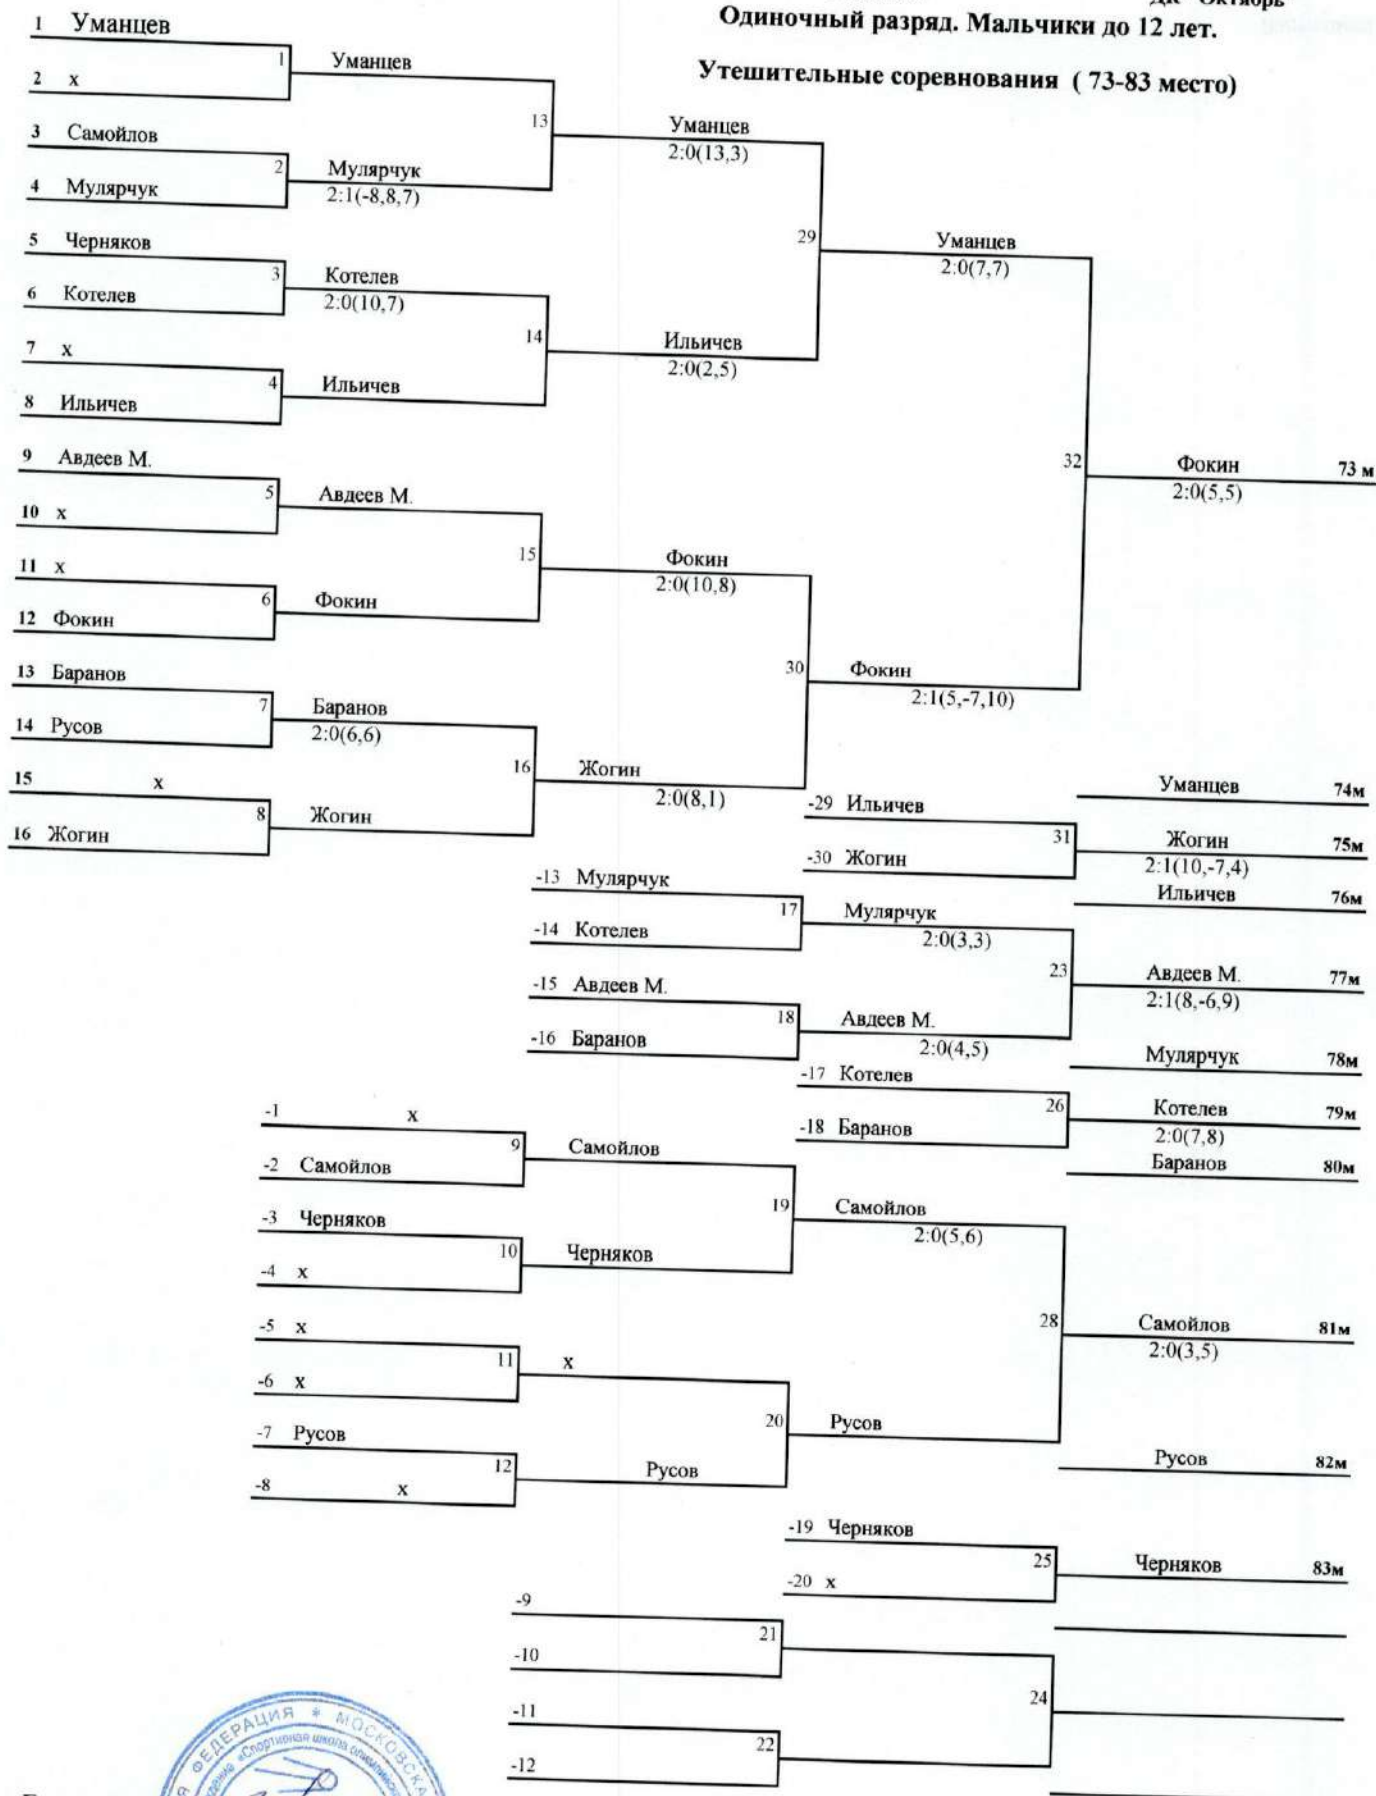 ДК "Октябрь"
Одиночный разряд. Мальчики до 12 лет.
Утешительные соревнования ( 73-83 место)
1 Уманцев
1 Уманцев
2 x
13 Уманцев
2:0(13,3)
3 Самойлов
2 Мулярчук
2:1(-8,8,7)
4 Мулярчук
29 Уманцев
2:0(7,7)
5 Черняков
3 Котелев
2:0(10,7)
6 Котелев
14 Ильичев
2:0(2,5)
7 x
4 Ильичев
8 Ильичев
32 Фокин 73 м
2:0(5,5)
9 Авдеев М.
5 Авдеев М.
10 x
15 Фокин
2:0(10,8)
11 x
6 Фокин
12 Фокин
30 Фокин
2:1(5,-7,10)
13 Баранов
7 Баранов
2:0(6,6)
14 Русов
16 Жогин
2:0(8,1)
15 x
8 Жогин
16 Жогин
Уманцев 74м
-29 Ильичев
31 Жогин 75м
2:1(10,-7,4)
-30 Жогин
Ильичев 76м
-13 Мулярчук
17 Мулярчук
2:0(3,3)
-14 Котелев
23 Авдеев М. 77м
2:1(8,-6,9)
-15 Авдеев М.
18 Авдеев М.
2:0(4,5)
-16 Баранов
Мулярчук 78м
-17 Котелев
26 Котелев 79м
2:0(7,8)
-18 Баранов
Баранов 80м
-1 x
9 Самойлов
-2 Самойлов
19 Самойлов
2:0(5,6)
-3 Черняков
10 Черняков
-4 x
28 Самойлов 81м
2:0(3,5)
-5 x
11 x
-6 x
20 Русов
-7 Русов
12 Русов
-8 x
Русов 82м
-19 Черняков
25 Черняков 83м
-20 x
-9
21
-10
24
-11
22
-12
ФЕДЕРАЦИЯ * МОСКОВСКА
«Спортивная школа